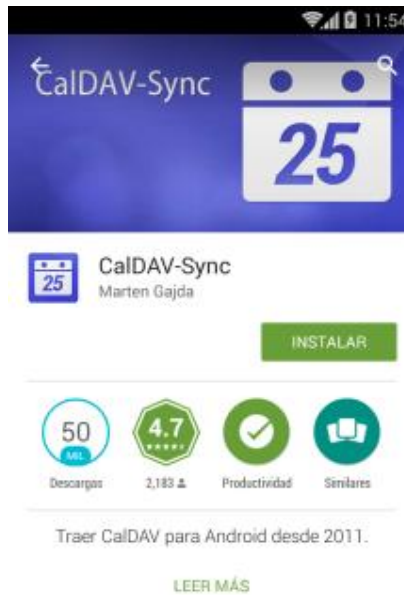 11:54
CalDAV-Sync
25
25
CalDAV-Sync
Marten Gajda
INSTALAR
50
MIL
4.7
Descargas
2,183
Productividad
Similares
Traer CalDAV para Android desde 2011.
LEER MÁS